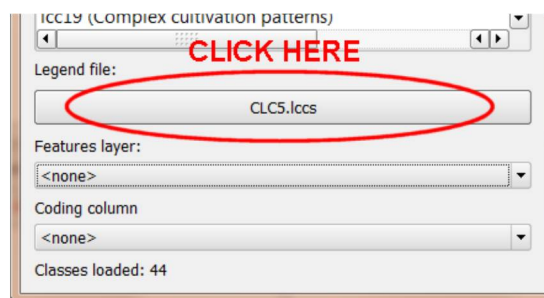 lcc19 (Complex cultivation patterns)
CLICK HERE
Legend file:
CLC5.lccs
Features layer:
<none>
Coding column
<none>
Classes loaded: 44